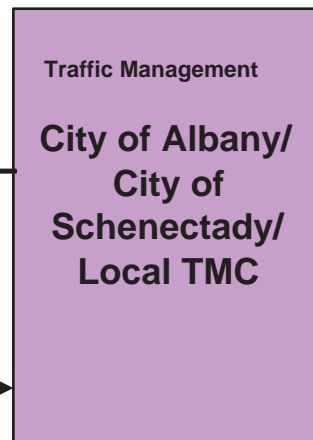 Traffic Management
City of Albany/
City of
Schenectady/
Local TMC